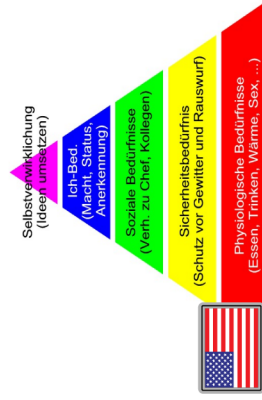 Selbstverwirklichung
(Ideen umsetzen)
Ich-Bed.
(Macht, Status,
Anerkennung)
Soziale Bedürfnisse
(Verh. zu Chef, Kollegen)
Sicherheitsbedürfnis
(Schutz vor Gewitter und Rauswurf)
Physiologische Bedürfnisse
(Essen, Trinken, Wärme, Sex, ...)